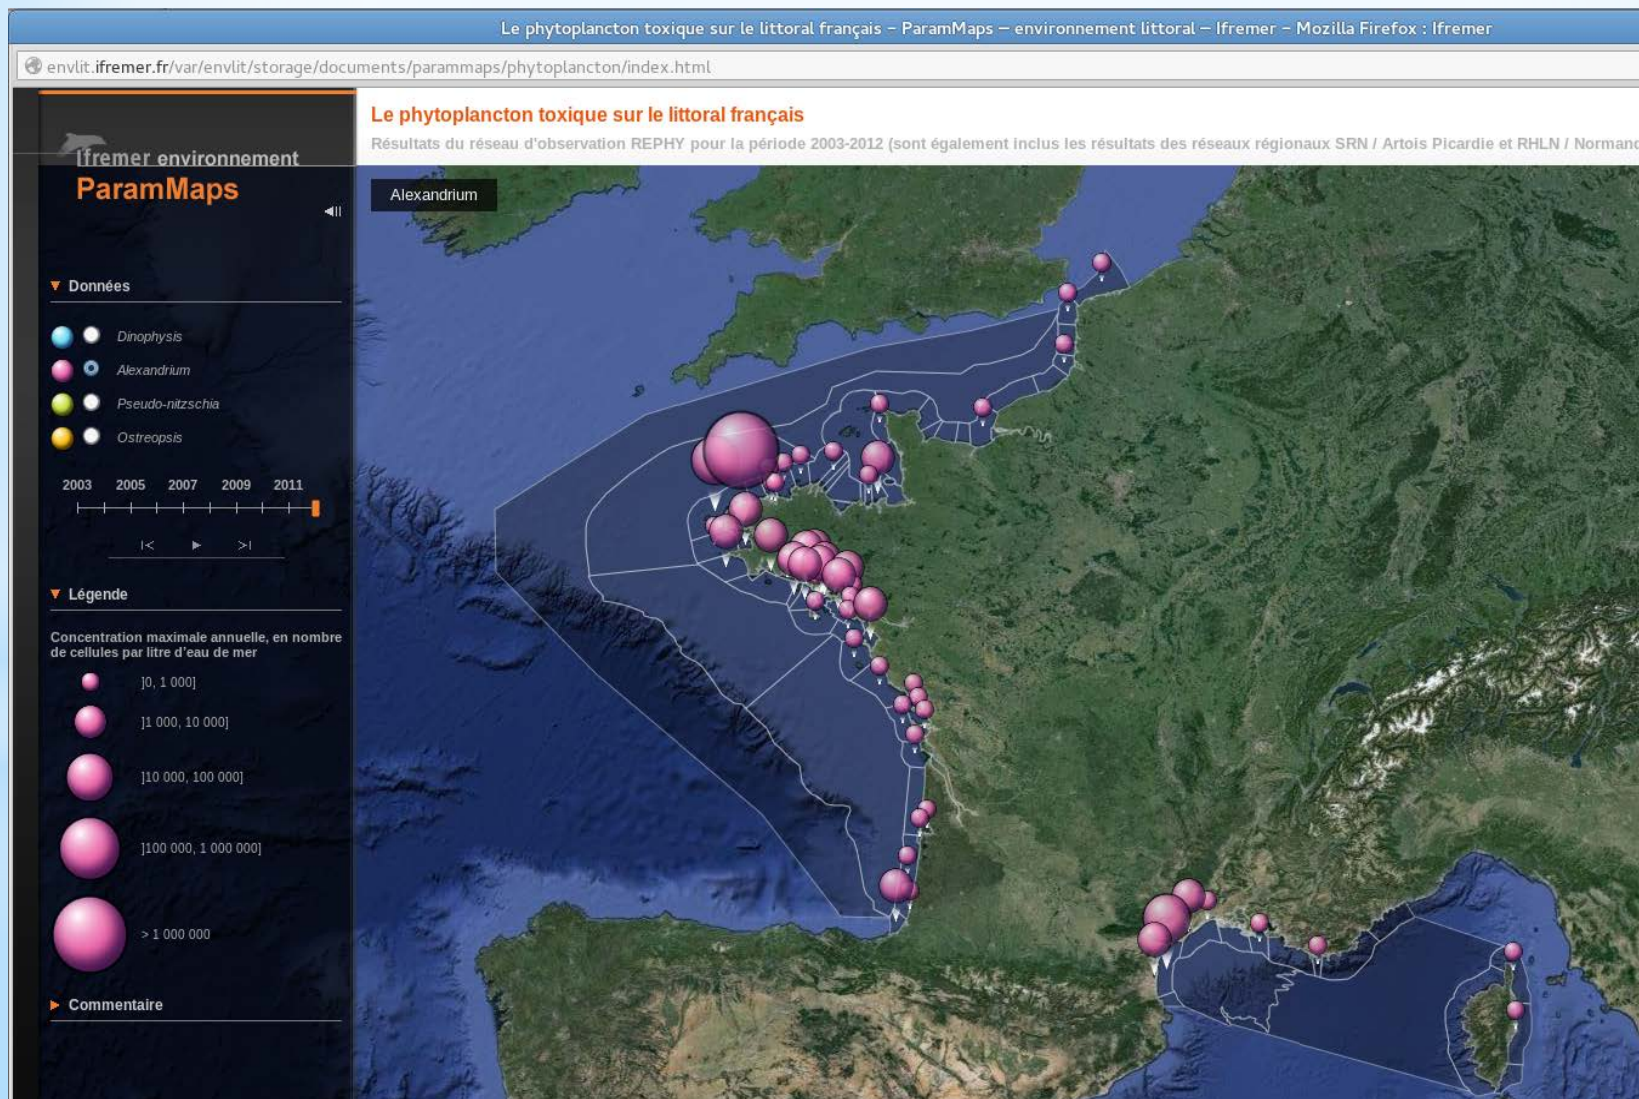 Le phytoplancton toxique sur le littoral français – ParamMaps – environnement littoral – Ifremer – Mozilla Firefox : Ifremer
envlit.ifremer.fr/var/envlit/storage/documents/parammaps/phytoplancton/index.html
Ifremer environnement
ParamMaps
Le phytoplancton toxique sur le littoral français
Résultats du réseau d'observation REPHY pour la période 2003-2012 (sont également inclus les résultats des réseaux régionaux SRN / Artois Picardie et RHLN /
Alexandrium
Données
Dinophysis
Alexandrium
Pseudo-nitzschia
Ostreopsis
2003 2005 2007 2009 2011
Légende
Concentration maximale annuelle, en nombre
de cellules par litre d'eau de mer
]0, 1 000]
]1 000, 10 000]
]10 000, 100 000]
]100 000, 1 000 000]
> 1 000 000
Commentaire